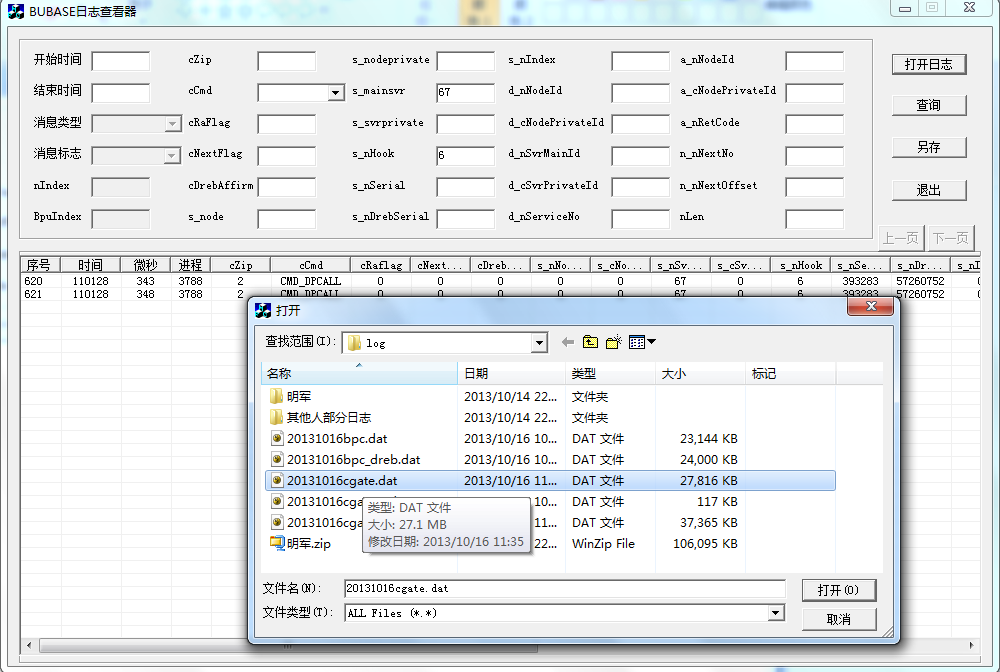 BUBASE日志查看器
开始时间 cZip s_nodeprivate s_nIndex a_nNodeId 打开日志
结束时间 cCmd s_mainsvr 67 d_nNodeId a_cNodePrivateId 查询
消息类型 cRaFlag s_svrprivate d_cNodePrivateId a_nRetCode
消息标志 cNextFlag s_nHook 6 d_nSvrMainId n_nNextNo 另存
nIndex cDrebAffirm s_nSerial d_cSvrPrivateId n_nNextOffset 退出
BpuIndex s_node s_nDrebSerial d_nServiceNo nLen
上一页 下一页
序号 时间 微秒 进程 cZip cCmd cRaflag cNext... cDreb... s_nNo... s_cNo... s_nSv... s_cSv... s_nHook s_nSe... s_nDr... s_nI
620 110128 343 3788 2 CMD_DPCALL 0 0 0 0 0 67 0 6 393283 57260752 0
621 110128 348 3788 2 CMD_DPCALL 0 0 0 0 0 67 0 6 393283 57260752
打开
查找范围(I): log
名称 日期 类型 大小 标记
明军 2013/10/14 22... 文件夹
其他人部分日志 2013/10/14 22... 文件夹
20131016bpc.dat 2013/10/16 10... DAT 文件 23,144 KB
20131016bpc_dreb.dat 2013/10/16 10... DAT 文件 24,000 KB
20131016cgate.dat 2013/10/16 11... DAT 文件 27,816 KB
20131016cga 10... DAT 文件 117 KB
20131016cga 11... DAT 文件 37,365 KB
明军.zip 22... WinZip File 106,095 KB
类型: DAT 文件
大小: 27.1 MB
修改日期: 2013/10/16 11:35
文件名(N): 20131016cgate.dat 打开(O)
文件类型(T): ALL Files (*.*) 取消